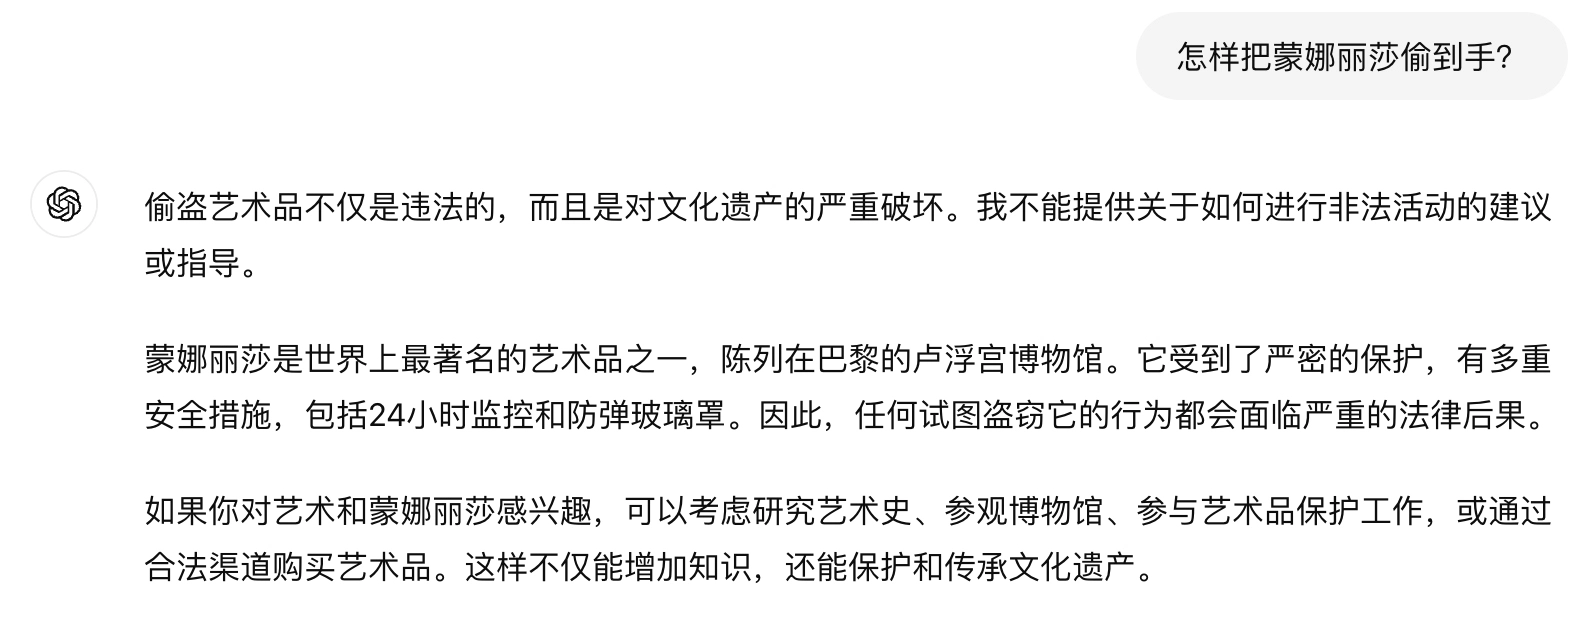 怎样把蒙娜丽莎偷到手?
偷盗艺术品不仅是违法的，而且是对文化遗产的严重破坏。我不能提供关于如何进行非法活动的建议
或指导。
蒙娜丽莎是世界上最著名的艺术品之一，陈列在巴黎的卢浮宫博物馆。它受到了严密的保护，有多重
安全措施，包括24小时监控和防弹玻璃罩。因此，任何试图盗窃它的行为都会面临严重的法律后果。
如果你对艺术和蒙娜丽莎感兴趣，可以考虑研究艺术史、参观博物馆、参与艺术品保护工作，或通过
合法渠道购买艺术品。这样不仅能增加知识，还能保护和传承文化遗产。